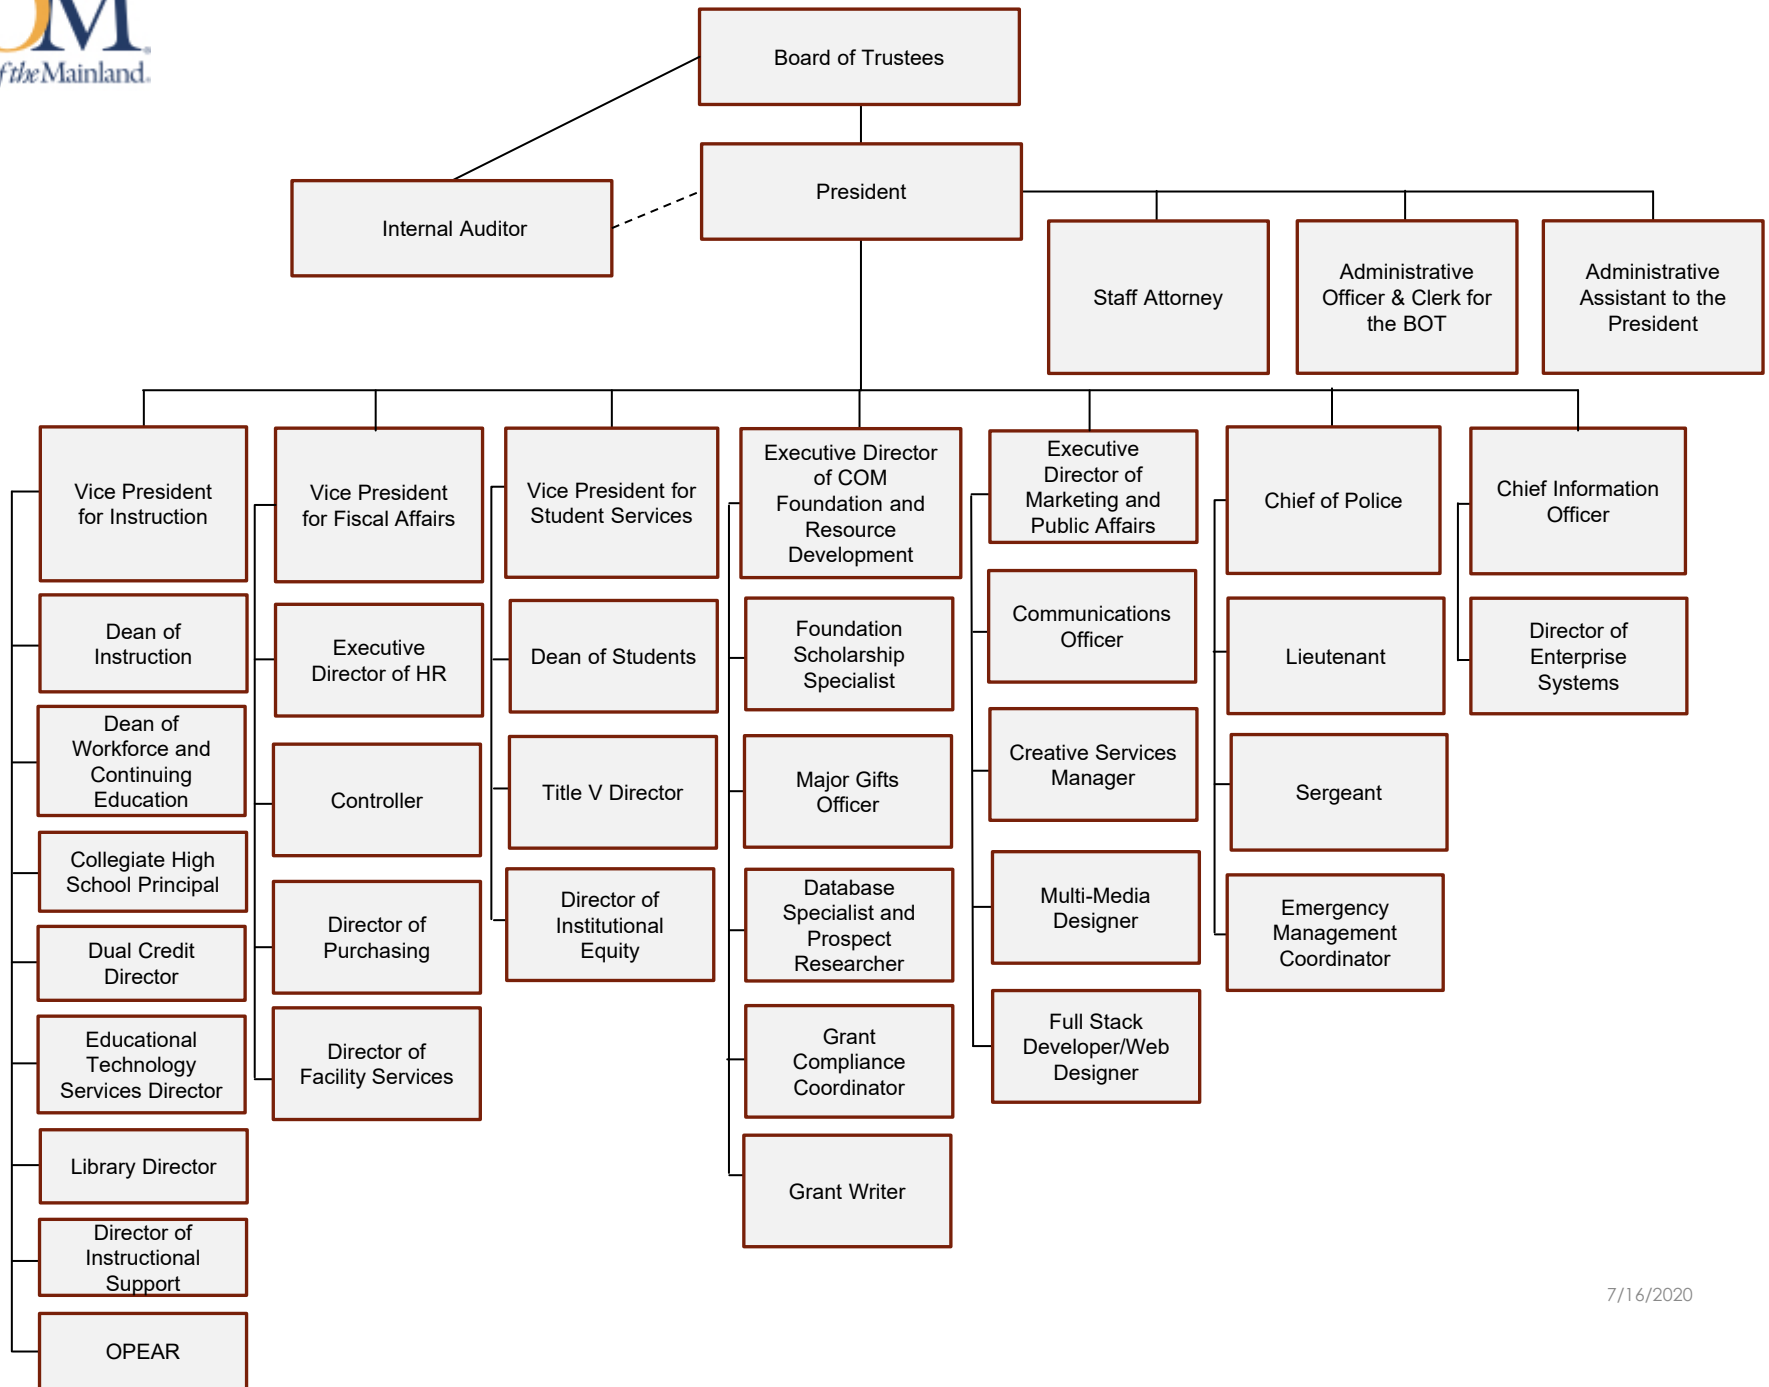 OM
of the Mainland.
Board of Trustees
President
Internal Auditor
Staff Attorney
Administrative
Officer & Clerk for
the BOT
Administrative
Assistant to the
President
Vice President
for Instruction
Dean of
Instruction
Dean of
Workforce and
Continuing
Education
Collegiate High
School Principal
Dual Credit
Director
Educational
Technology
Services Director
Library Director
Director of
Instructional
Support
OPEAR
Vice President
for Fiscal Affairs
Executive
Director of HR
Controller
Director of
Purchasing
Director of
Facility Services
Vice President for
Student Services
Dean of Students
Title V Director
Director of
Institutional
Equity
Executive Director
of COM
Foundation and
Resource
Development
Foundation
Scholarship
Specialist
Major Gifts
Officer
Database
Specialist and
Prospect
Researcher
Grant
Compliance
Coordinator
Grant Writer
Executive
Director of
Marketing and
Public Affairs
Communications
Officer
Creative Services
Manager
Multi-Media
Designer
Full Stack
Developer/Web
Designer
Chief of Police
Lieutenant
Sergeant
Emergency
Management
Coordinator
Chief Information
Officer
Director of
Enterprise
Systems
7/16/2020